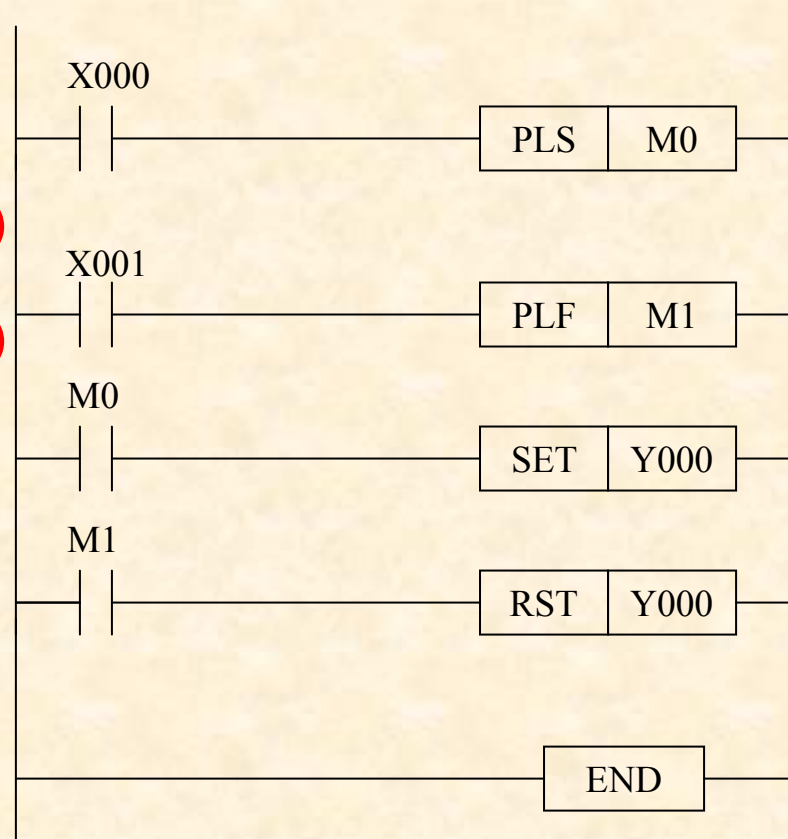 X000
PLS M0
X001
PLF M1
M0
SET Y000
M1
RST Y000
END